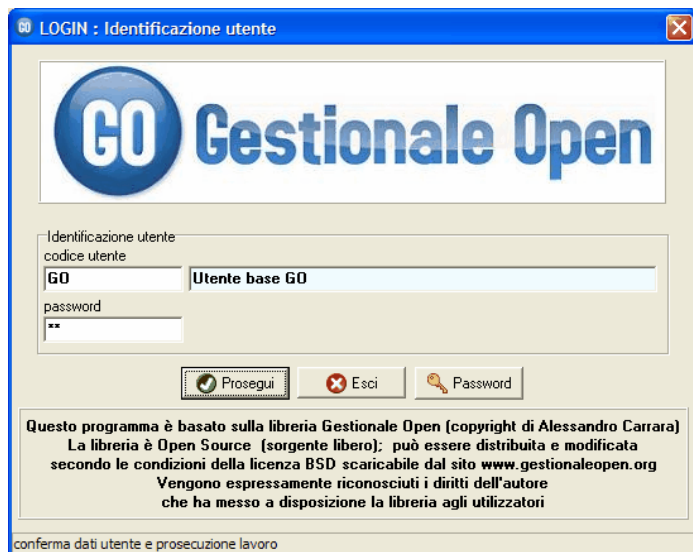 GO LOGIN : Identificazione utente
GO Gestionale Open
Identificazione utente
codice utente
GO Utente base GO
password
**
Prosegui Esci Password
Questo programma è basato sulla libreria Gestionale Open (copyright di Alessandro Carrara)
La libreria è Open Source (sorgente libero); può essere distribuita e modificata
secondo le condizioni della licenza BSD scaricabile dal sito www.gestionaleopen.org
Vengono espressamente riconosciuti i diritti dell'autore
che ha messo a disposizione la libreria agli utilizzatori
conferma dati utente e prosecuzione lavoro